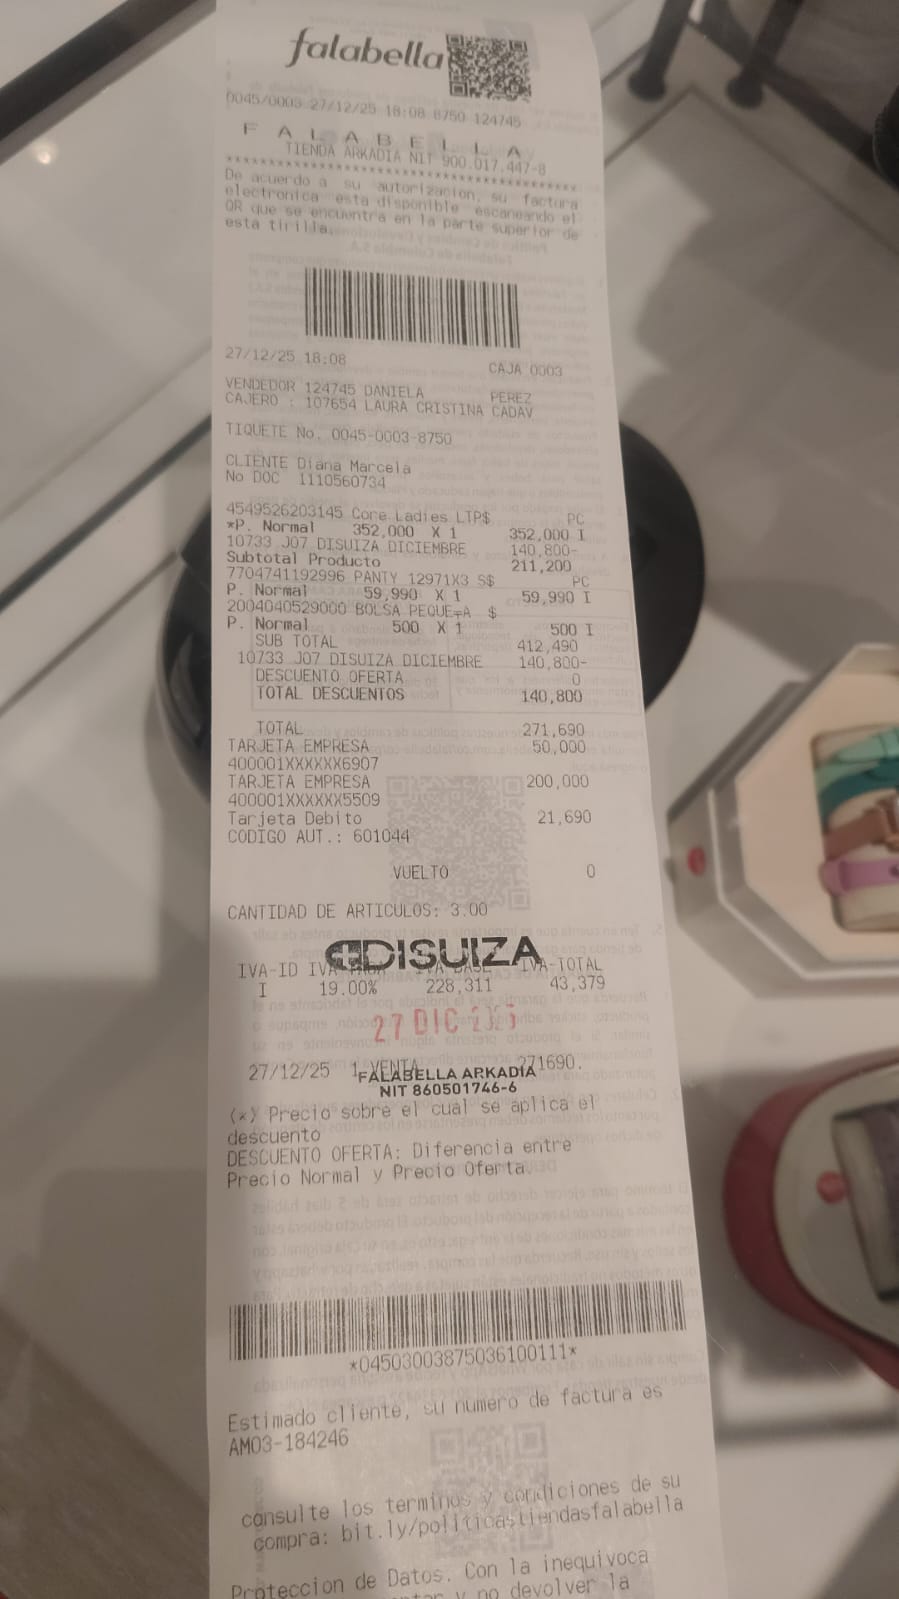 falabella
0045/0003 27/12/25 18:08 8750 124745
F A L A B E L L A
TIENDA ARKADIA NIT 900.017.447-8
****************************************
De acuerdo a su autorizacion, su factura
electronica esta disponible escaneando el
QR que se encuentra en la parte superior de
esta tirilla.
27/12/25 18:08 CAJA 0003
VENDEDOR 124745 DANIELA PEREZ
CAJERO : 107654 LAURA CRISTINA CADAV
TIQUETE No. 0045-0003-8750
CLIENTE Diana Marcela
No DOC 1110560734
4549526203145 Core Ladies LTP$ PC
*P. Normal 352,000 X 1 352,000 I
10733 J07 DISUIZA DICIEMBRE 140,800-
Subtotal Producto 211,200
7704741192996 PANTY 12971X3 S$ PC
P. Normal 59,990 X 1 59,990 I
2004040529000 BOLSA PEQUE¬A $
P. Normal 500 X 1 500 I
SUB TOTAL 412,490
10733 J07 DISUIZA DICIEMBRE 140,800-
DESCUENTO OFERTA 0
TOTAL DESCUENTOS 140,800
TOTAL 271,690
TARJETA EMPRESA 50,000
400001XXXXXX6907
TARJETA EMPRESA 200,000
400001XXXXXX5509
Tarjeta Debito 21,690
CODIGO AUT.: 601044
VUELTO 0
CANTIDAD DE ARTICULOS: 3.00
DISUIZA
IVA-ID IVA IVA-BASE IVA-TOTAL
I 19.00% 228,311 43,379
27 DIC 2025
27/12/25 1 VENTA 271690.
FALABELLA ARKADIA
NIT 860501746-6
(*) Precio sobre el cual se aplica el
descuento
DESCUENTO OFERTA: Diferencia entre
Precio Normal y Precio Oferta
*04503003875036100111*
Estimado cliente, su numero de factura es
AM03-184246
consulte los terminos y condiciones de su
compra: bit.ly/politicastiendasfalabella
Proteccion de Datos. Con la inequivoca
y no devolver la